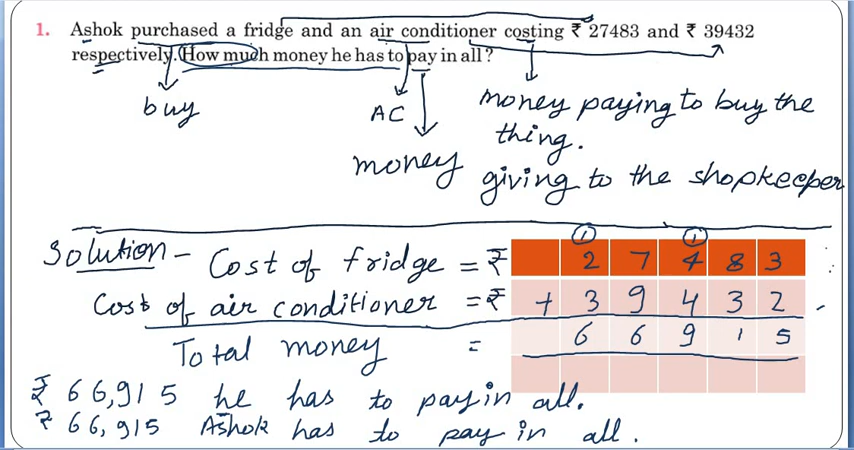 1. Ashok purchased a fridge and an air conditioner costing ₹ 27483 and ₹ 39432
respectively. How much money he has to pay in all?
buy
AC
money paying to buy the
thing.
money
giving to the shopkeeper
Solution - Cost of fridge = ₹ 2 7 4 8 3
1 1
Cost of air conditioner = ₹ + 3 9 4 3 2
Total money = 6 6 9 1 5
₹ 66,915 he has to pay in all.
₹ 66,915 Ashok has to pay in all.